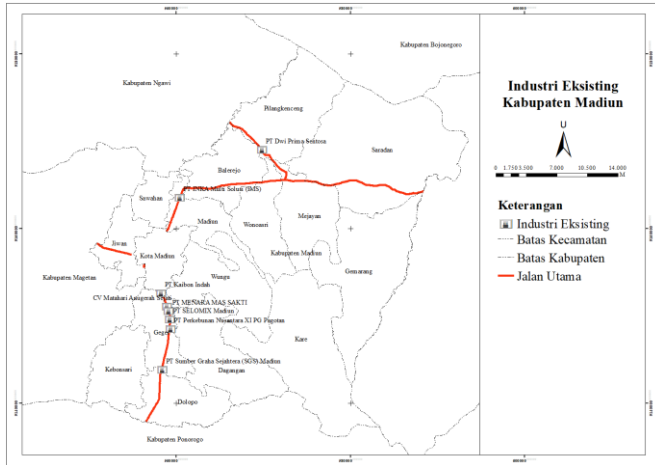 Kabupaten Bojonegoro
Kabupaten Ngawi
Pilangkenceng
PT Dwi Prima Sentosa
Saradan
Balerejo
PT INKA Multi Solusi (IMS)
Sawahan
Madiun
Mejayan
Wonoasri
Jiwan
Kota Madiun
Kabupaten Madiun
Gemarang
Kabupaten Magetan
Wungu
PT Kaibon Indah
CV Matahari Anugerah
PT MENARA MAS SAKTI
PT SELOMIX Madiun
PT Perkebunan Nusantara XI PG Pagotan
Geger
Kare
PT Sumber Graha Sejahtera (SGS) Madiun
Kebonsari
Dagangan
Dolopo
Kabupaten Ponorogo
Industri Eksisting
Kabupaten Madiun
U
0 1.750 3.500 7.000 10.500 14.000
M
Keterangan
Industri Eksisting
Batas Kecamatan
Batas Kabupaten
Jalan Utama